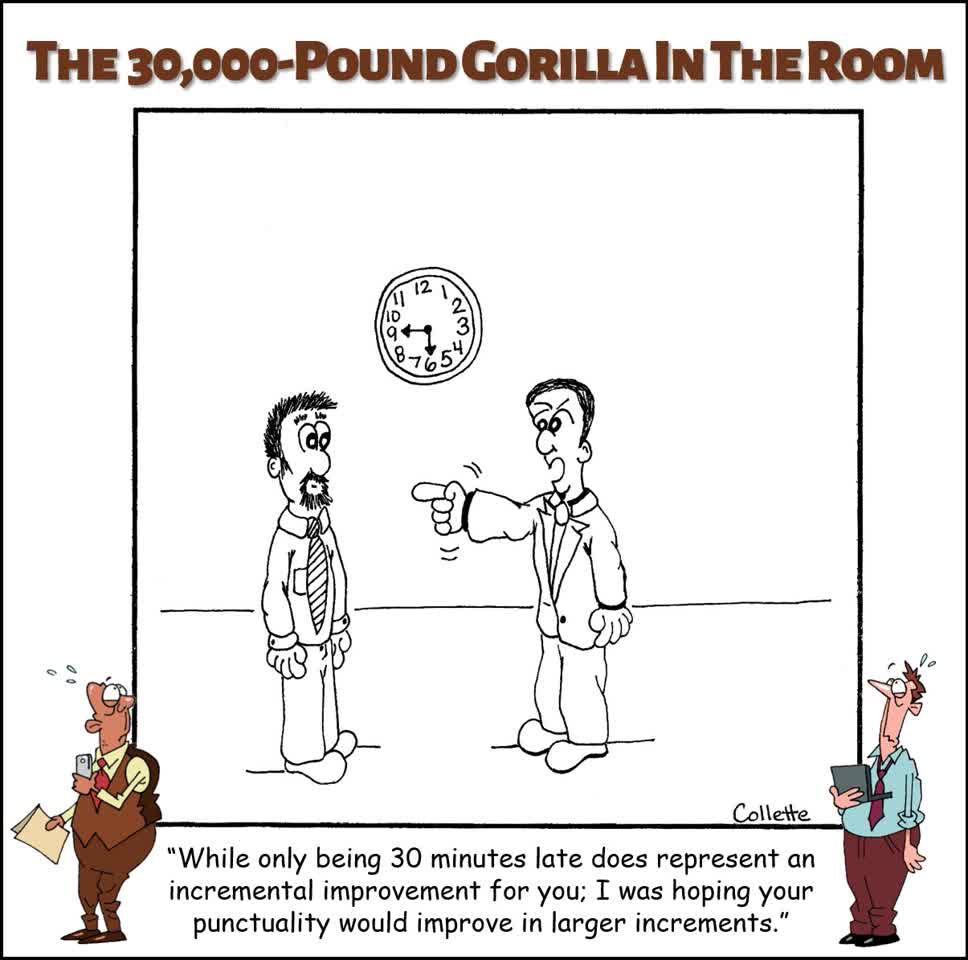 THE 30,000-POUND GORILLA IN THE ROOM
12
11 1
10 2
9 3
8 4
7 6 5
Collette
“While only being 30 minutes late does represent an
incremental improvement for you; I was hoping your
punctuality would improve in larger increments.”